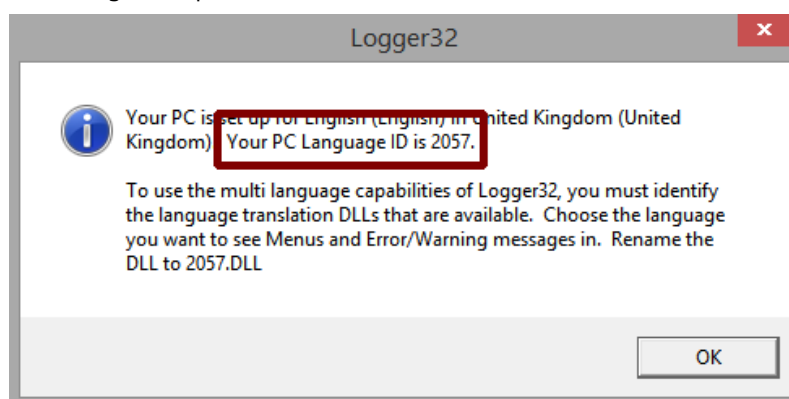 Logger32
Your PC is set up for English (English) in United Kingdom (United
Kingdom) Your PC Language ID is 2057.
To use the multi language capabilities of Logger32, you must identify
the language translation DLLs that are available. Choose the language
you want to see Menus and Error/Warning messages in. Rename the
DLL to 2057.DLL
OK